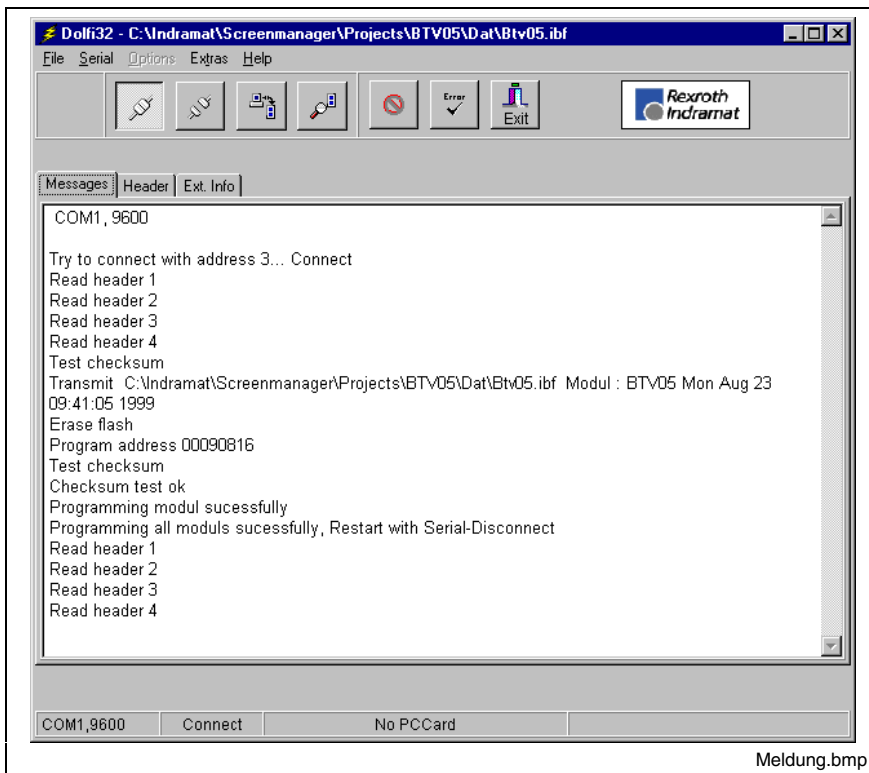 Dolfi32 - C:\Indramat\Screenmanager\Projects\BTV05\Dat\Btv05.ibf
File Serial Options Extras Help
Error
Exit
Rexroth
Indramat
Messages Header Ext. Info
COM1, 9600
Try to connect with address 3... Connect
Read header 1
Read header 2
Read header 3
Read header 4
Test checksum
Transmit C:\Indramat\Screenmanager\Projects\BTV05\Dat\Btv05.ibf Modul : BTV05 Mon Aug 23
09:41:05 1999
Erase flash
Program address 00090816
Test checksum
Checksum test ok
Programming modul sucessfully
Programming all moduls sucessfully, Restart with Serial-Disconnect
Read header 1
Read header 2
Read header 3
Read header 4
COM1,9600 Connect No PCCard
Meldung.bmp